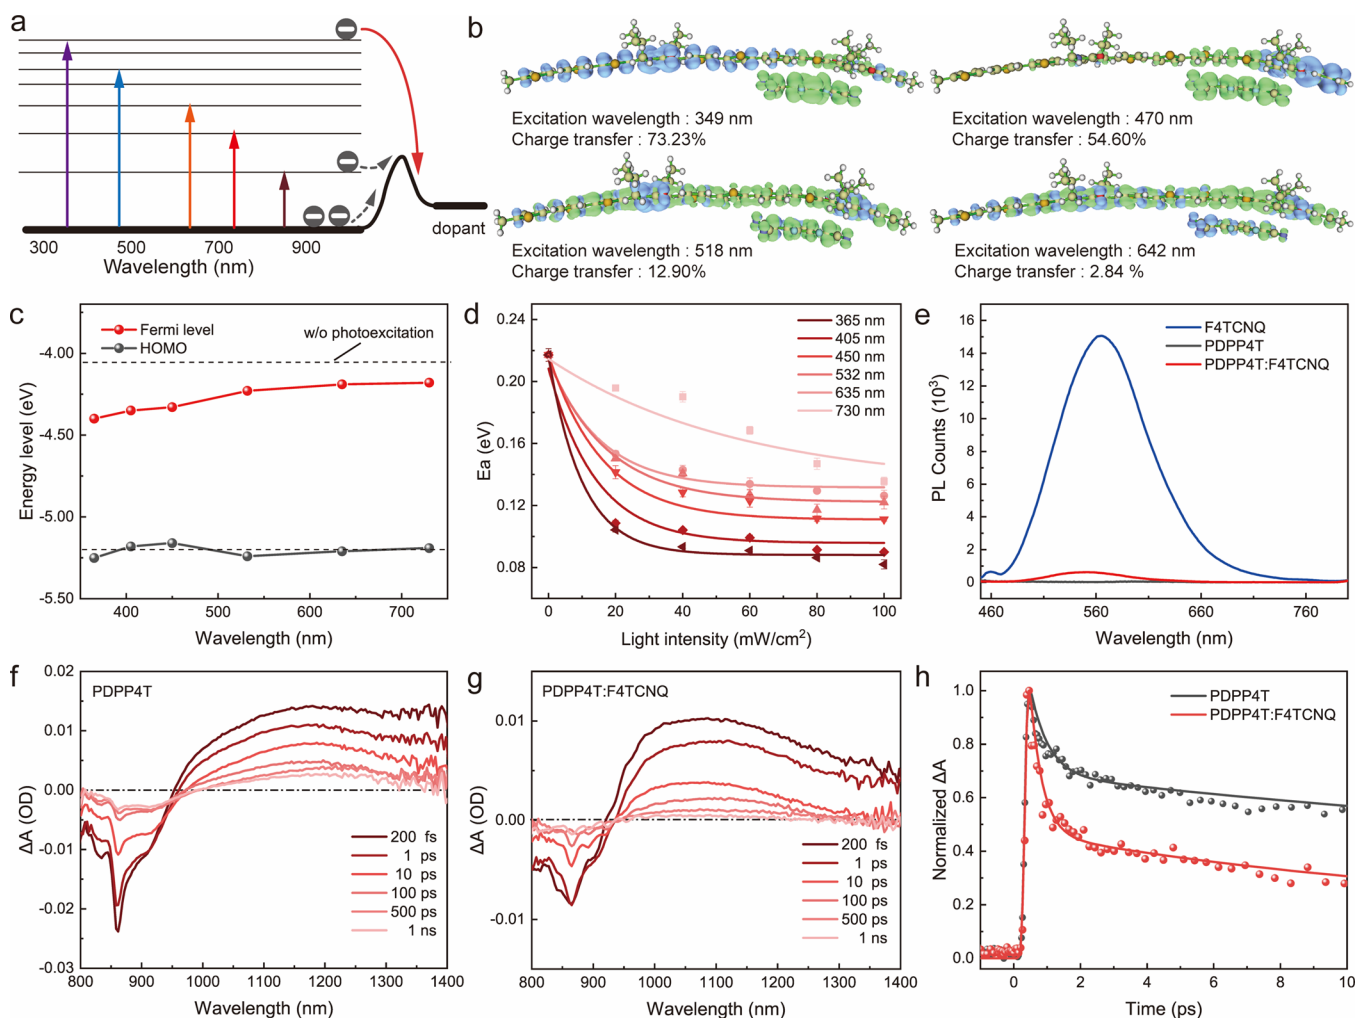 a
300
500
700
900
Wavelength (nm)
dopant
b
Excitation wavelength : 349 nm
Charge transfer : 73.23%
Excitation wavelength : 470 nm
Charge transfer : 54.60%
Excitation wavelength : 518 nm
Charge transfer : 12.90%
Excitation wavelength : 642 nm
Charge transfer : 2.84 %
c
Fermi level
HOMO
w/o photoexcitation
-4.00
-4.50
-5.00
-5.50
Energy level (eV)
400
500
600
700
Wavelength (nm)
d
0.24
0.20
0.16
0.12
0.08
Ea (eV)
365 nm
405 nm
450 nm
532 nm
635 nm
730 nm
0
20
40
60
80
100
Light intensity (mW/cm²)
e
16
14
12
10
8
6
4
2
0
PL Counts (10³)
F4TCNQ
PDPP4T
PDPP4T:F4TCNQ
460
560
660
760
Wavelength (nm)
f
PDPP4T
0.02
0.01
0.00
-0.01
-0.02
-0.03
ΔA (OD)
200 fs
1 ps
10 ps
100 ps
500 ps
1 ns
800
900
1000
1100
1200
1300
1400
Wavelength (nm)
g
PDPP4T:F4TCNQ
0.01
0.00
-0.01
ΔA (OD)
200 fs
1 ps
10 ps
100 ps
500 ps
1 ns
800
900
1000
1100
1200
1300
1400
Wavelength (nm)
h
PDPP4T
PDPP4T:F4TCNQ
1.0
0.8
0.6
0.4
0.2
0.0
Normalized ΔA
0
2
4
6
8
10
Time (ps)